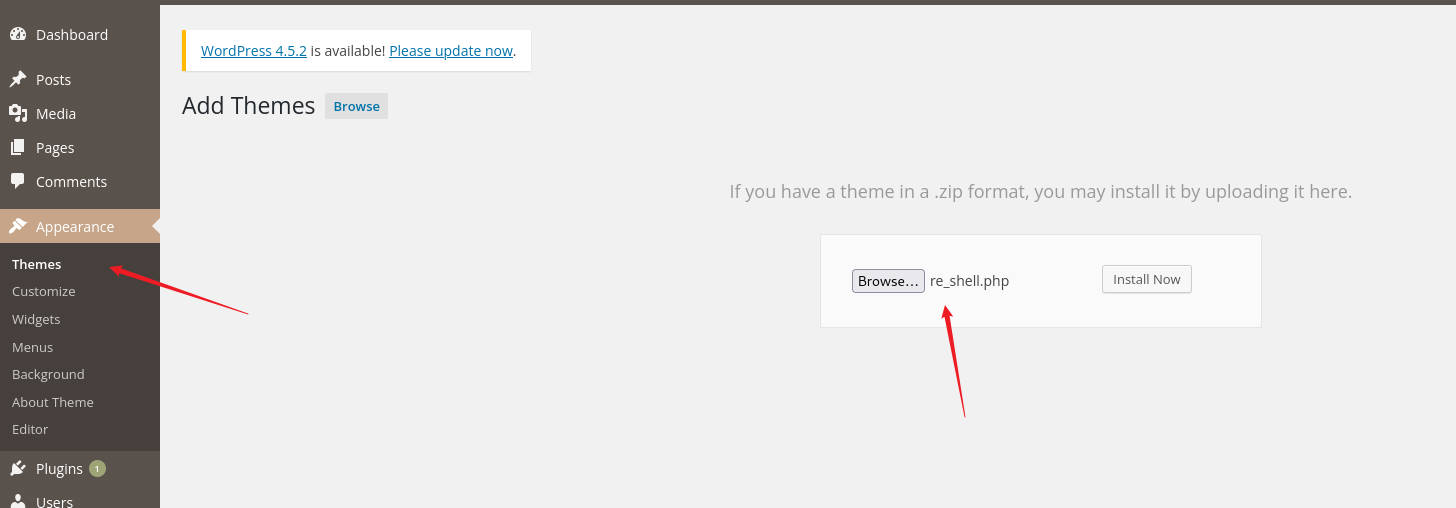 Dashboard
Posts
Media
Pages
Comments
Appearance
Themes
Customize
Widgets
Menus
Background
About Theme
Editor
Plugins 1
Users
WordPress 4.5.2 is available! Please update now.
Add Themes Browse
If you have a theme in a .zip format, you may install it by uploading it here.
Browse... re_shell.php Install Now